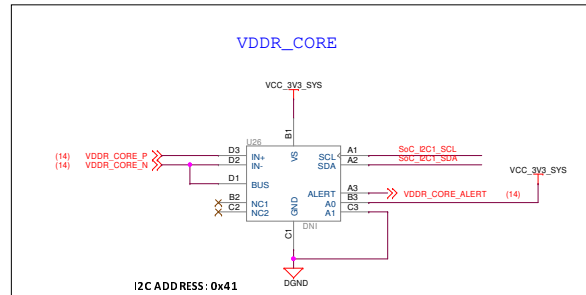 VDDR_CORE
VCC_3V3_SYS
U26
B1
(14) VDDR_CORE_P D3 IN+ VS SCL A1 SoC_I2C1_SCL
(14) VDDR_CORE_N D2 IN- SDA A2 SoC_I2C1_SDA
VCC_3V3_SYS
D1 BUS
ALERT A3 VDDR_CORE_ALERT (14)
B2 NC1 A0 B3
C2 NC2 GND A1 C3
DNI
C1
DGND
I2C ADDRESS: 0x41